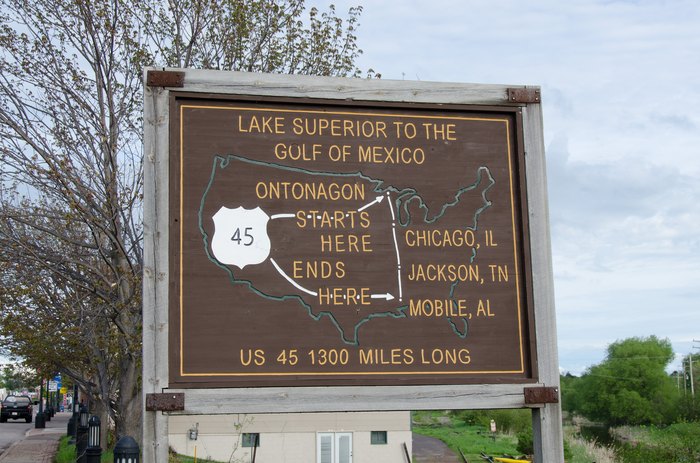 LAKE SUPERIOR TO THE
GULF OF MEXICO
ONTONAGON
STARTS
HERE
45
ENDS
HERE
CHICAGO, IL
JACKSON, TN
MOBILE, AL
US 45 1300 MILES LONG